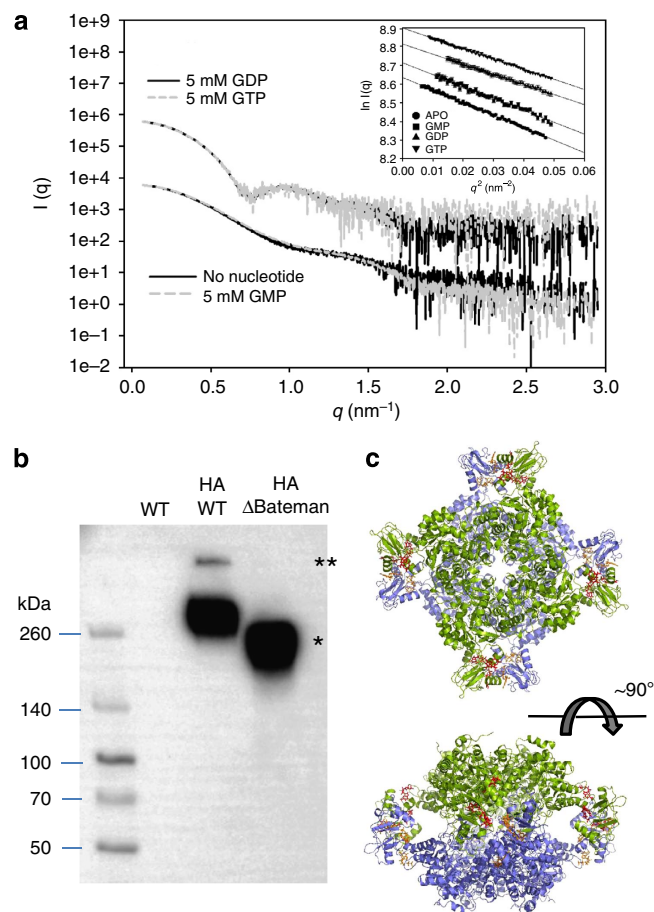 a
1e+9
1e+8
1e+7
1e+6
1e+5
1e+4
1e+3
1e+2
1e+1
1e+0
1e–1
1e–2
I (q)
5 mM GDP
5 mM GTP
No nucleotide
5 mM GMP
0.0
0.5
1.0
1.5
2.0
2.5
3.0
q (nm–1)
8.9
8.8
8.7
8.6
8.5
8.4
8.3
8.2
ln I(q)
APO
GMP
GDP
GTP
0.00
0.01
0.02
0.03
0.04
0.05
0.06
q2 (nm–2)
b
WT
HA
WT
HA
ΔBateman
kDa
260
140
100
70
50
**
*
c
~90°